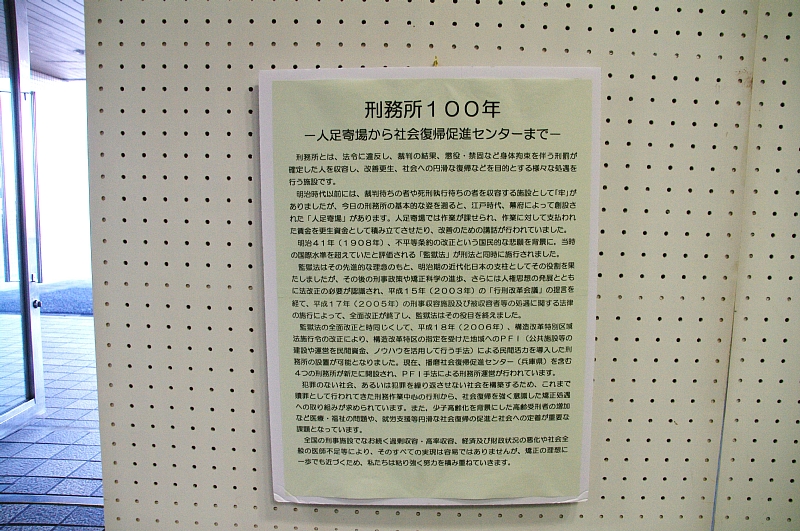 刑務所１００年
―人足寄場から社会復帰促進センターまで―
刑務所とは、法令に違反し、裁判の結果、懲役・禁固など身体拘束を伴う刑罰が
確定した人を収容し、改善更生、社会への円滑な復帰などを目的とする様々な処遇を
行う施設です。
明治時代以前には、裁判待ちの者や死刑執行待ちの者を収容する施設として「牢」が
ありましたが、今日の刑務所の基本的な姿を遡ると、江戸時代、幕府によって創設さ
れた「人足寄場」があります。人足寄場では作業が課せられ、作業に対して支払われ
た賃金を更生資金として積み立てさせたり、改善のための講話が行われていました。
明治４１年（１９０８年）、不平等条約の改正という国民的な悲願を背景に、当時
の国際水準を超えていたと評価される「監獄法」が刑法と同時に施行されました。
監獄法はその先進的な理念のもと、明治期の近代化日本の支柱としてその役割を果
たしましたが、その後の刑事政策や矯正科学の進歩、さらには人権思想の発展ととも
に法改正の必要が認識され、平成１５年（２００３年）の「行刑改革会議」の提言を
経て、平成１７年（２００５年）の刑事収容施設及び被収容者等の処遇に関する法律
の施行によって、全面改正が終了し、監獄法はその役目を終えました。
監獄法の全面改正と時同じくして、平成１８年（２００６年）、構造改革特別区域
法施行令の改正により、構造改革特区の指定を受けた地域へのＰＦＩ（公共施設等の
建設や運営を民間資金、ノウハウを活用して行う手法）による民間活力を導入した刑
務所の設置が可能となりました。現在、播磨社会復帰促進センター（兵庫県）を含む
４つの刑務所が新たに開設され、ＰＦＩ手法による刑務所運営が行われています。
犯罪のない社会、あるいは犯罪を繰り返させない社会を構築するため、これまで
贖罪として行われてきた刑務作業中心の行刑から、社会復帰を強く意識した矯正処遇
への取り組みが求められています。また、少子高齢化を背景にした高齢受刑者の増加
など医療・福祉の問題や、就労支援等円滑な社会復帰の促進と社会への定着が重要な
課題となっています。
全国の刑事施設でなお続く過剰収容・高率収容、経済及び財政状況の悪化や社会全
般の医師不足等により、そのすべての実現は容易ではありませんが、矯正の理想に
一歩でも近づくため、私たちは粘り強く努力を積み重ねていきます。